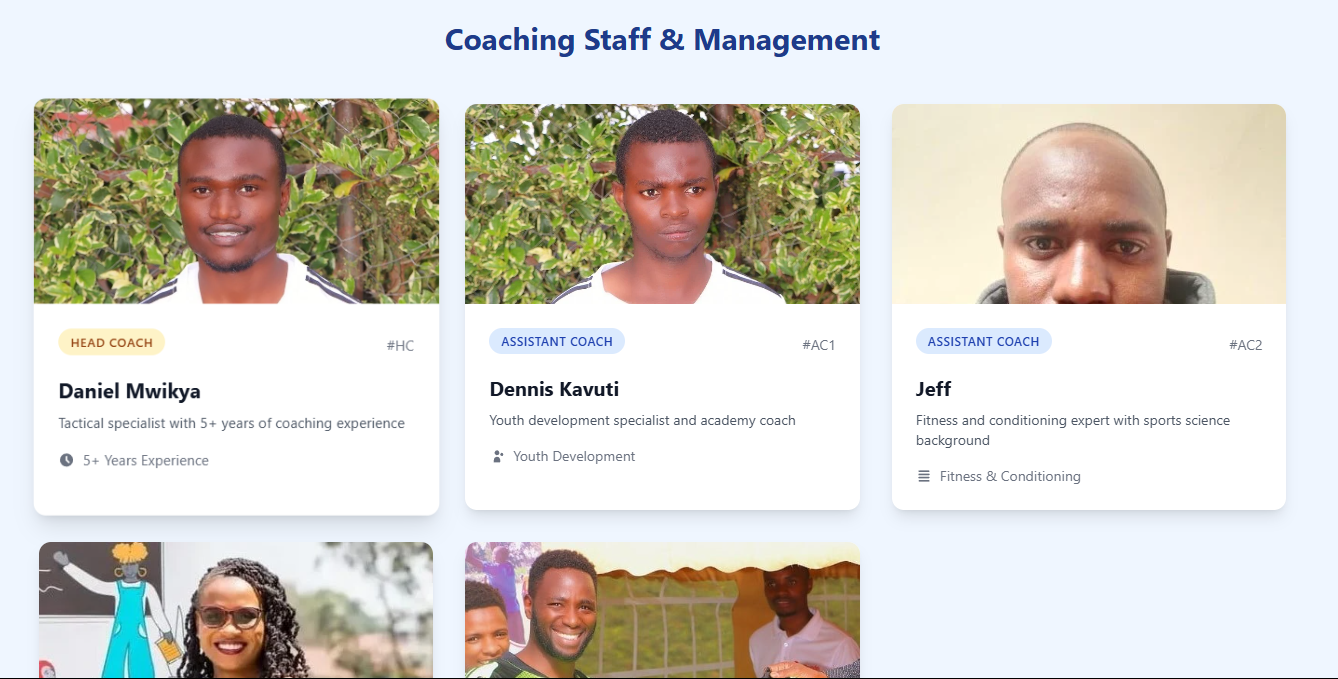 Coaching Staff & Management
HEAD COACH
#HC
Daniel Mwikya
Tactical specialist with 5+ years of coaching experience
5+ Years Experience
ASSISTANT COACH
#AC1
Dennis Kavuti
Youth development specialist and academy coach
Youth Development
ASSISTANT COACH
#AC2
Jeff
Fitness and conditioning expert with sports science
background
Fitness & Conditioning